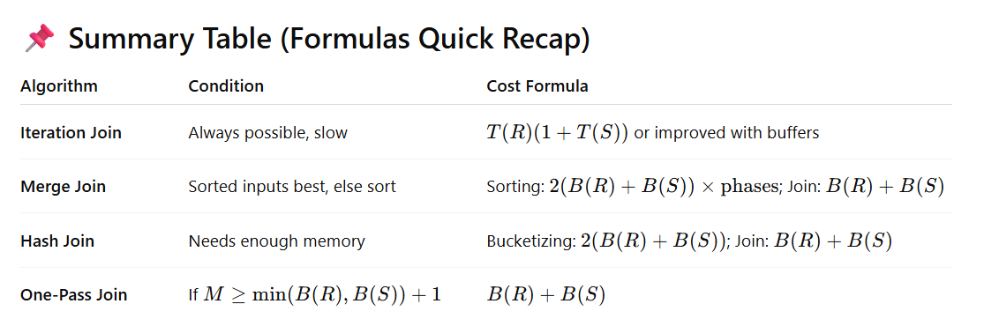 📌 Summary Table (Formulas Quick Recap)
Algorithm Condition Cost Formula
Iteration Join Always possible, slow T(R)(1 + T(S)) or improved with buffers
Merge Join Sorted inputs best, else sort Sorting: 2(B(R) + B(S)) × phases; Join: B(R) + B(S)
Hash Join Needs enough memory Bucketizing: 2(B(R) + B(S)); Join: B(R) + B(S)
One-Pass Join If M ≥ min(B(R), B(S)) + 1 B(R) + B(S)